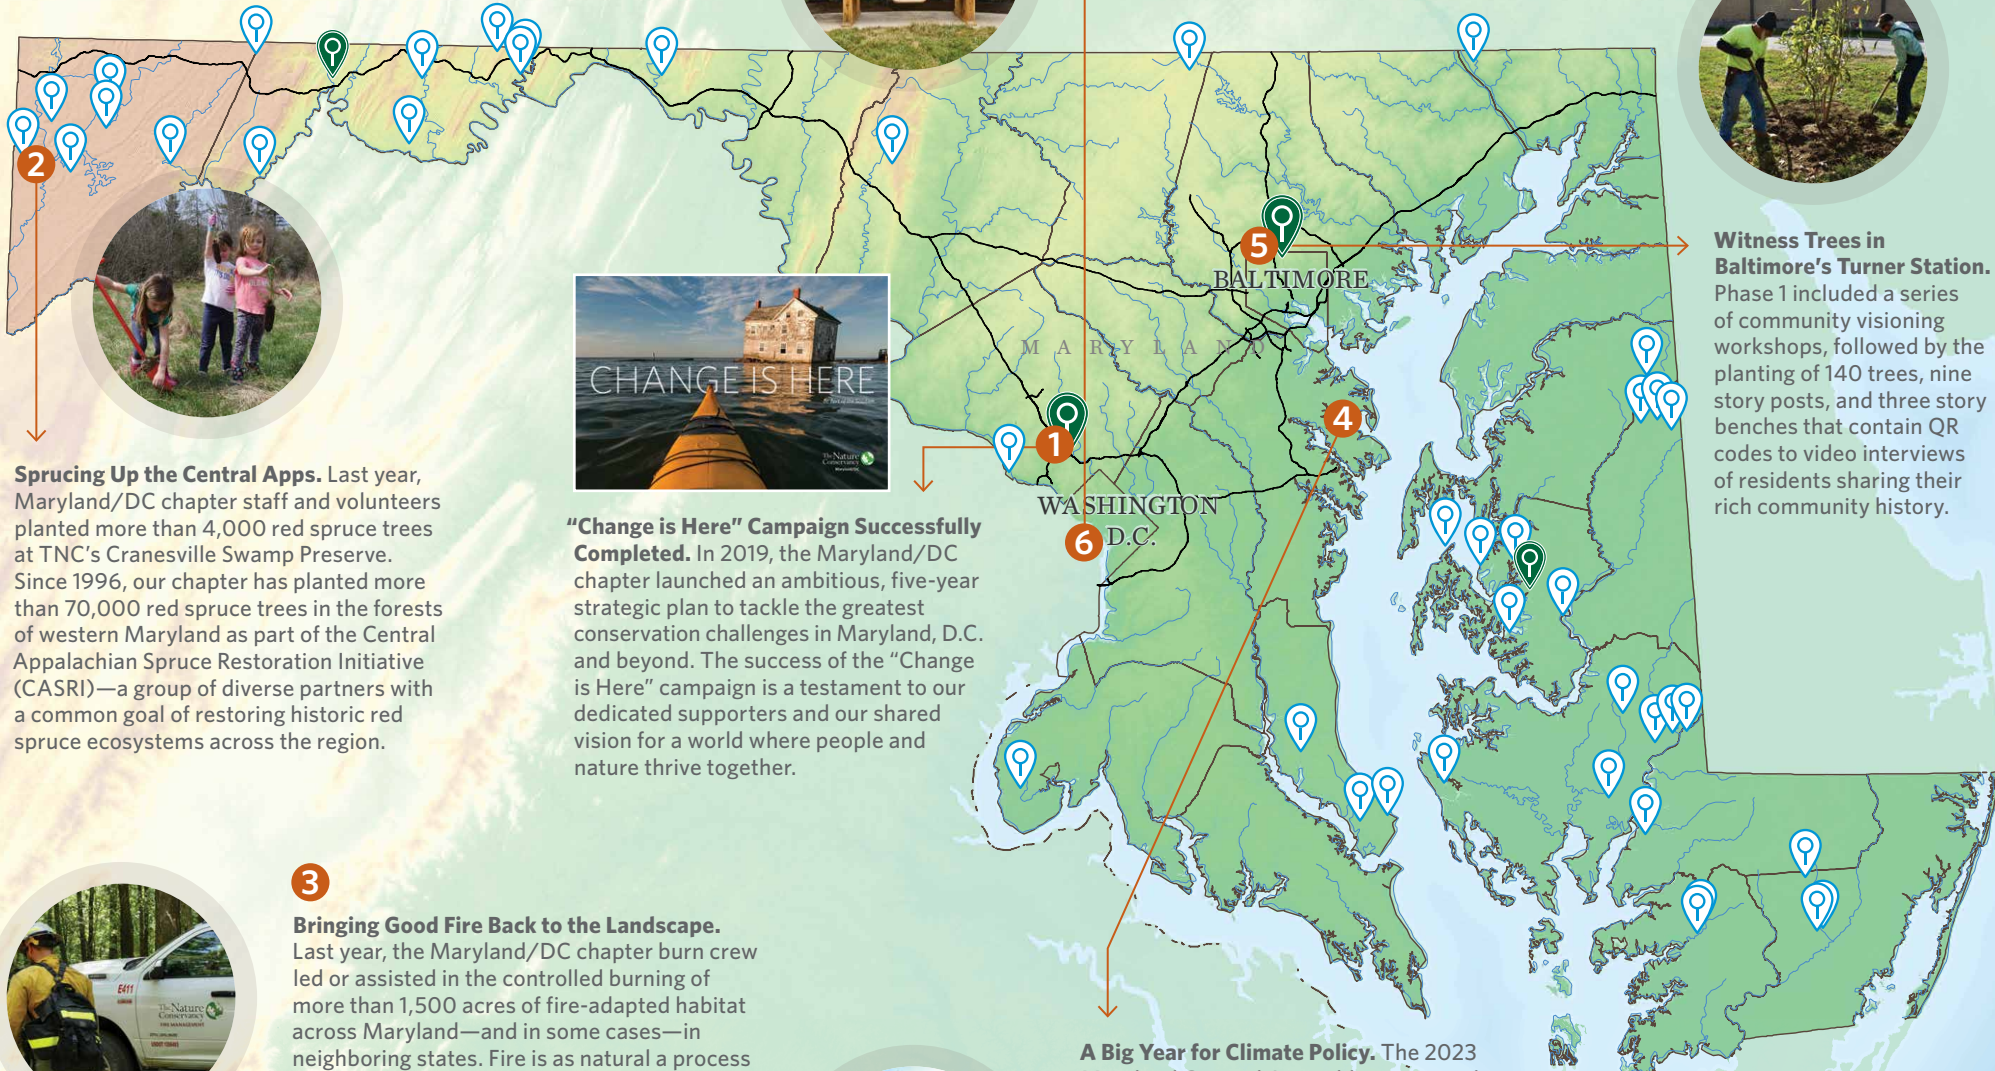 2
5
BALTIMORE
MARYLAND
4
1
WASHINGTON
D.C.
6
CHANGE IS HERE
The Nature
Conservancy
Witness Trees in
Baltimore's Turner Station.
Phase 1 included a series
of community visioning
workshops, followed by the
planting of 140 trees, nine
story posts, and three story
benches that contain QR
codes to video interviews
of residents sharing their
rich community history.
Sprucing Up the Central Apps. Last year,
Maryland/DC chapter staff and volunteers
planted more than 4,000 red spruce trees
at TNC's Cranesville Swamp Preserve.
Since 1996, our chapter has planted more
than 70,000 red spruce trees in the forests
of western Maryland as part of the Central
Appalachian Spruce Restoration Initiative
(CASRI)—a group of diverse partners with
a common goal of restoring historic red
spruce ecosystems across the region.
“Change is Here” Campaign Successfully
Completed. In 2019, the Maryland/DC
chapter launched an ambitious, five-year
strategic plan to tackle the greatest
conservation challenges in Maryland, D.C.
and beyond. The success of the “Change
is Here” campaign is a testament to our
dedicated supporters and our shared
vision for a world where people and
nature thrive together.
3
Bringing Good Fire Back to the Landscape.
Last year, the Maryland/DC chapter burn crew
led or assisted in the controlled burning of
more than 1,500 acres of fire-adapted habitat
across Maryland—and in some cases—in
neighboring states. Fire is as natural a process
E411
The Nature
Conservancy
FIRE MANAGEMENT
A Big Year for Climate Policy. The 2023